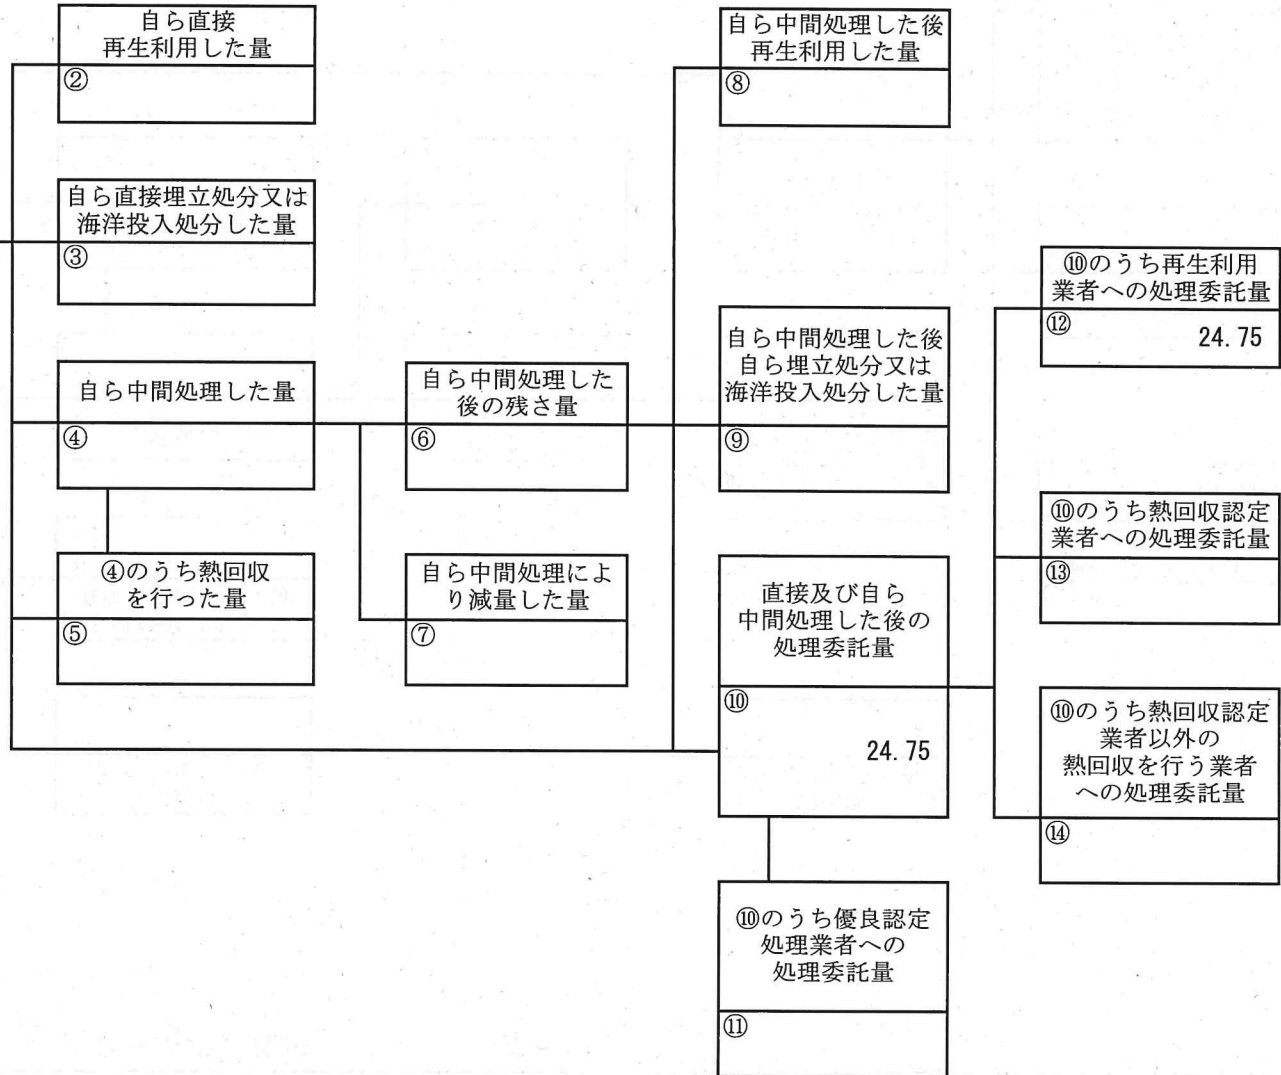 自ら直接
再生利用した量
②
自ら直接埋立処分又は
海洋投入処分した量
③
自ら中間処理した量
④
④のうち熱回収
を行った量
⑤
自ら中間処理した
後の残さ量
⑥
自ら中間処理によ
り減量した量
⑦
自ら中間処理した後
再生利用した量
⑧
自ら中間処理した後
自ら埋立処分又は
海洋投入処分した量
⑨
直接及び自ら
中間処理した後の
処理委託量
⑩
24.75
⑩のうち優良認定
処理業者への
処理委託量
⑪
⑩のうち再生利用
業者への処理委託量
⑫
24.75
⑩のうち熱回収認定
業者への処理委託量
⑬
⑩のうち熱回収認定
業者以外の
熱回収を行う業者
への処理委託量
⑭